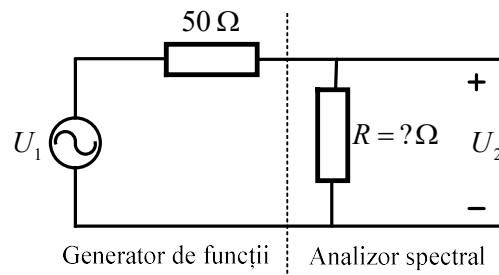 50 Ω
+
U₁
R = ? Ω
U₂
−
Generator de funcții
Analizor spectral